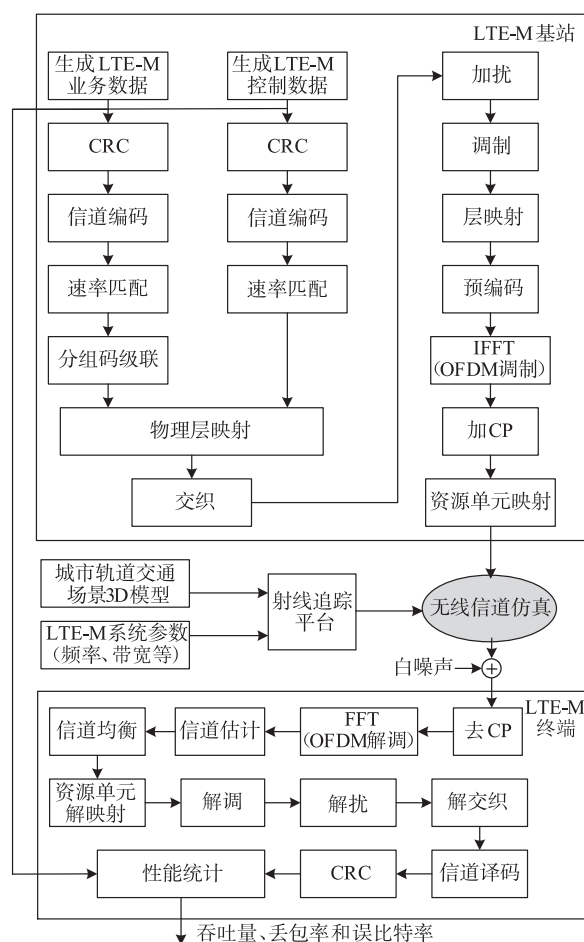 LTE-M基站
生成LTE-M
业务数据
生成LTE-M
控制数据
加扰
CRC
CRC
调制
信道编码
信道编码
层映射
速率匹配
速率匹配
预编码
分组码级联
IFFT
(OFDM调制)
物理层映射
加CP
交织
资源单元映射
城市轨道交通
场景3D模型
射线追踪
平台
无线信道仿真
LTE-M系统参数
(频率、带宽等)
白噪声
LTE-M
终端
信道均衡
信道估计
FFT
(OFDM解调)
去CP
资源单元
解映射
解调
解扰
解交织
性能统计
CRC
信道译码
吞吐量、丢包率和误比特率